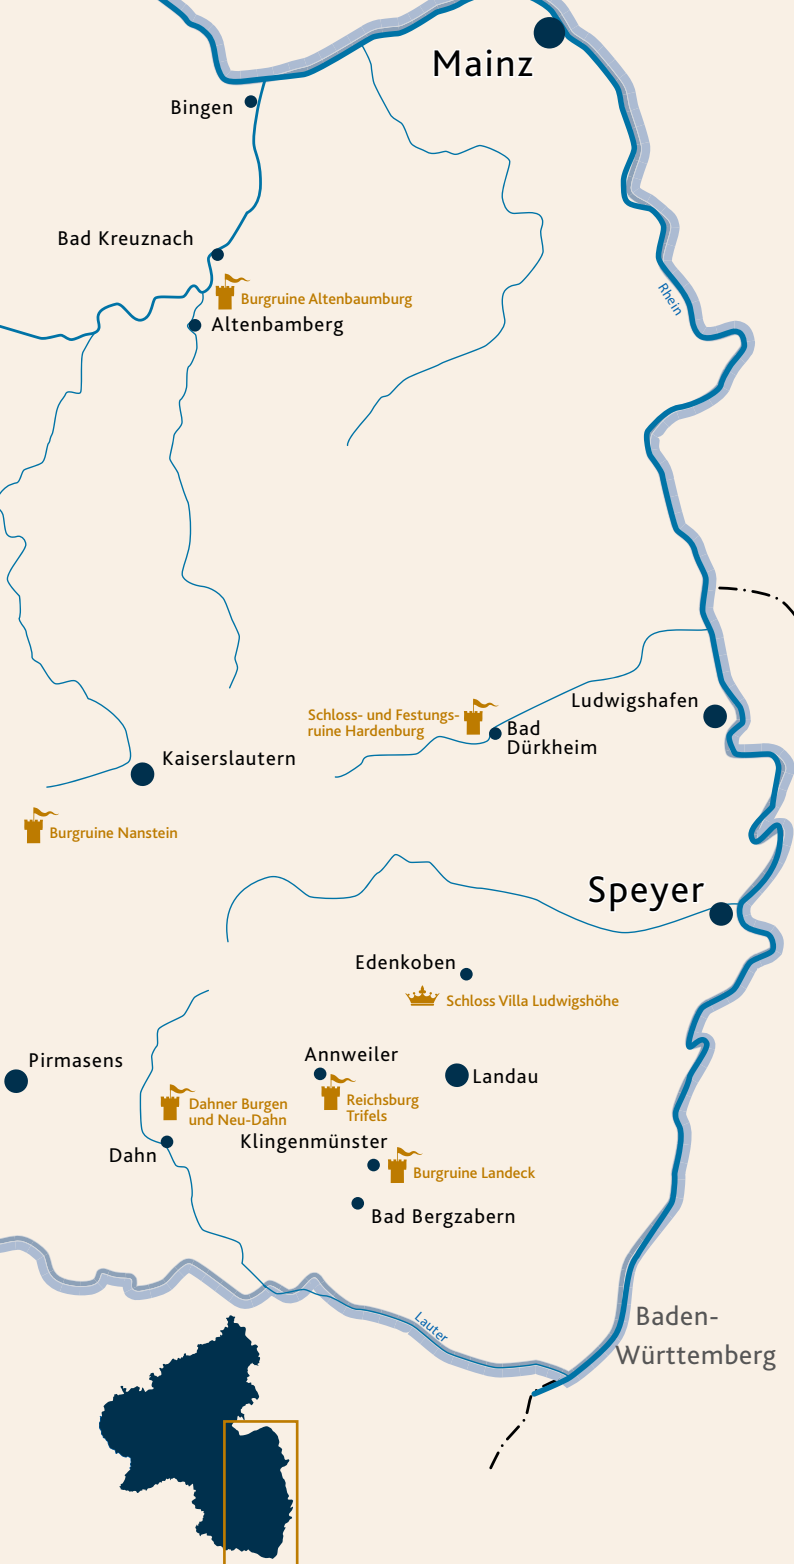 Mainz
Bingen
Bad Kreuznach
Burgruine Altenbaumburg
Rhein
Altenbamberg
Ludwigshafen
Schloss- und Festungs-
ruine Hardenburg
Bad
Dürkheim
Kaiserslautern
Burgruine Nanstein
Speyer
Edenkoben
Schloss Villa Ludwigshöhe
Annweiler
Pirmasens
Landau
Reichsburg
Trifels
Dahner Burgen
und Neu-Dahn
Klingenmünster
Dahn
Burgruine Landeck
Bad Bergzabern
Lauter
Baden-
Württemberg